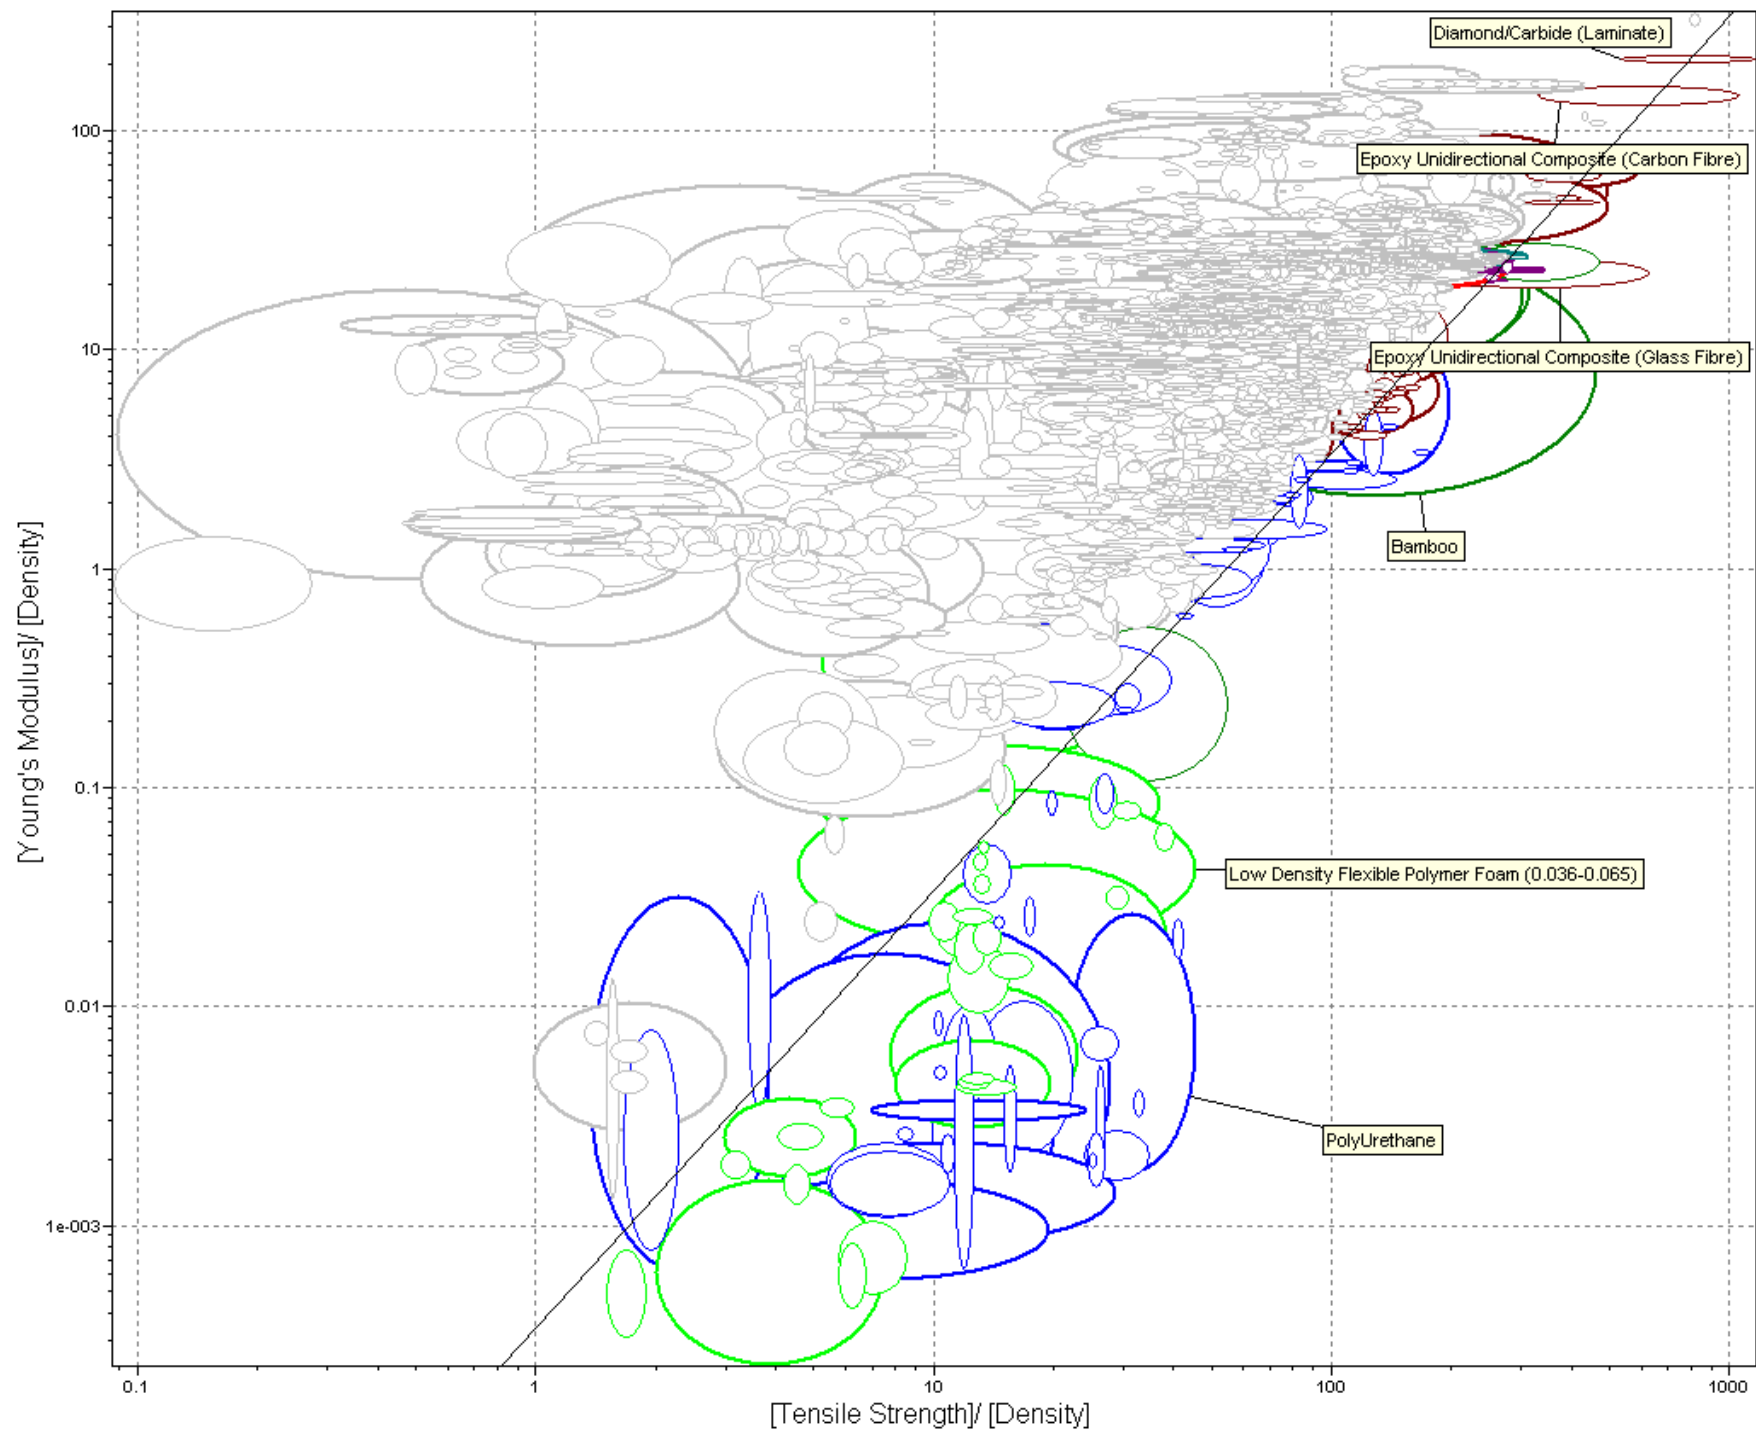 Diamond/Carbide (Laminate)
100
Epoxy Unidirectional Composite (Carbon Fibre)
10
Epoxy Unidirectional Composite (Glass Fibre)
Bamboo
1
0.1
Low Density Flexible Polymer Foam (0.036-0.065)
0.01
PolyUrethane
1e-003
[Young's Modulus]/ [Density]
0.1
1
10
100
1000
[Tensile Strength]/ [Density]